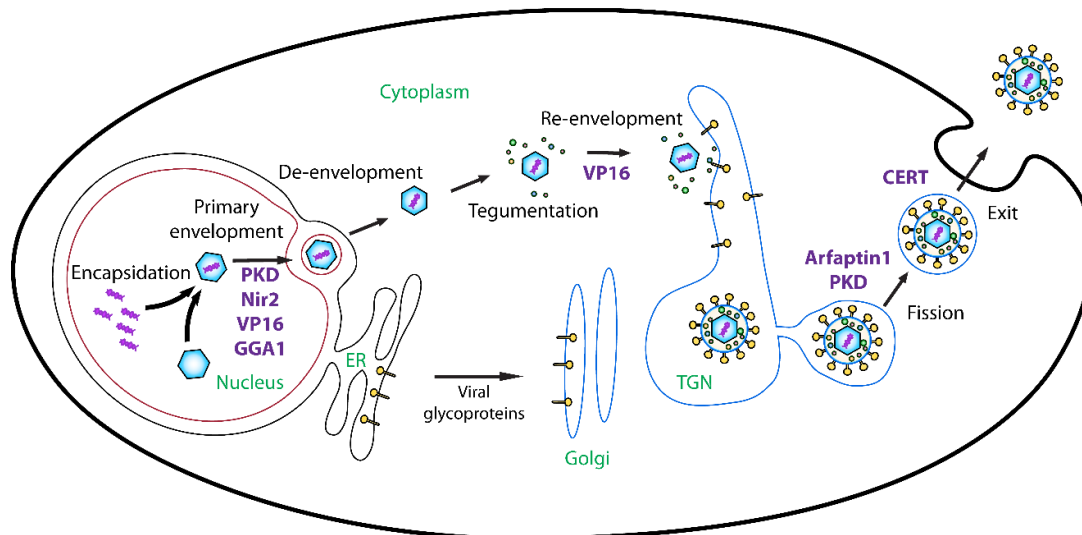 Cytoplasm
Encapsidation
Primary
envelopment
PKD
Nir2
VP16
GGA1
Nucleus
De-envelopment
Tegumentation
Re-envelopment
VP16
ER
Viral
glycoproteins
Golgi
TGN
Arfaptin1
PKD
Fission
CERT
Exit